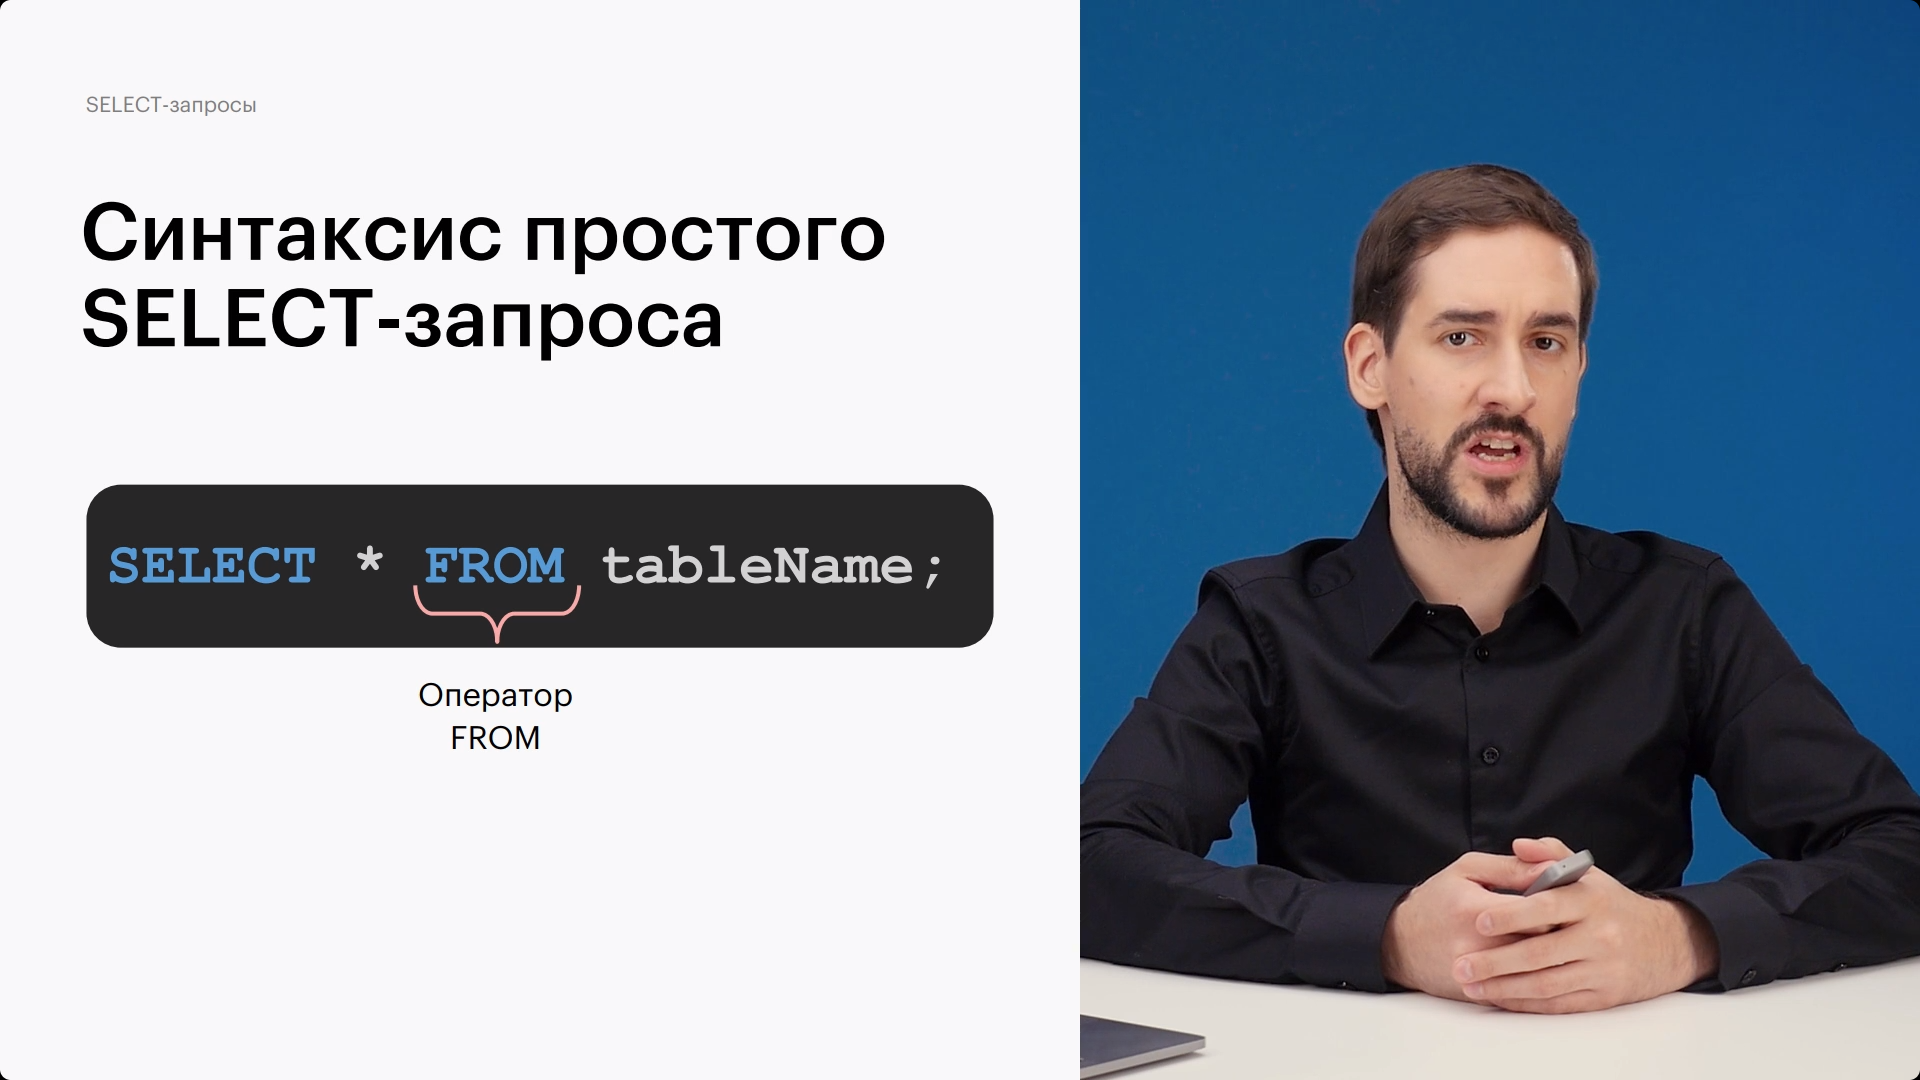 SELECT-запросы
Синтаксис простого
SELECT-запроса
SELECT * FROM tableName;
Оператор
FROM